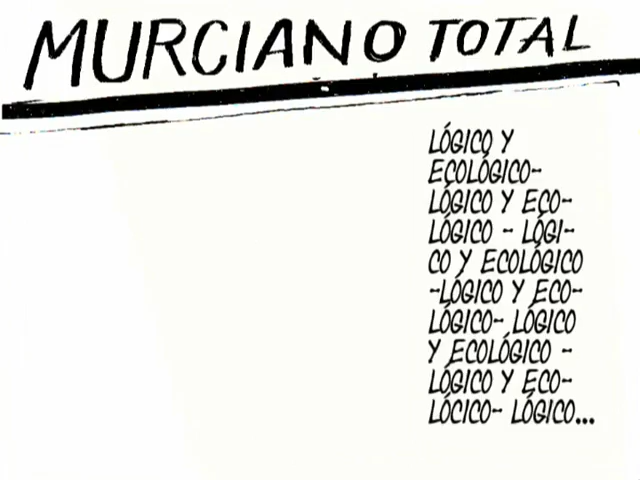 MURCIANO TOTAL
LÓGICO Y
ECOLÓGICO-
LÓGICO Y ECO-
LÓGICO - LÓGI-
CO Y ECOLÓGICO
-LÓGICO Y ECO-
LÓGICO- LÓGICO
Y ECOLÓGICO -
LÓGICO Y ECO-
LÓCICO- LÓGICO...